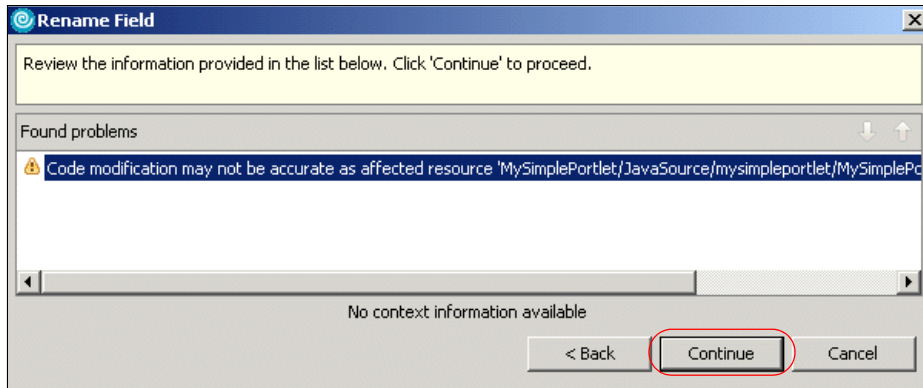 Rename Field
Review the information provided in the list below. Click 'Continue' to proceed.
Found problems
Code modification may not be accurate as affected resource 'MySimplePortlet/JavaSource/mysimpleportlet/MySimplePo
No context information available
< Back Continue Cancel